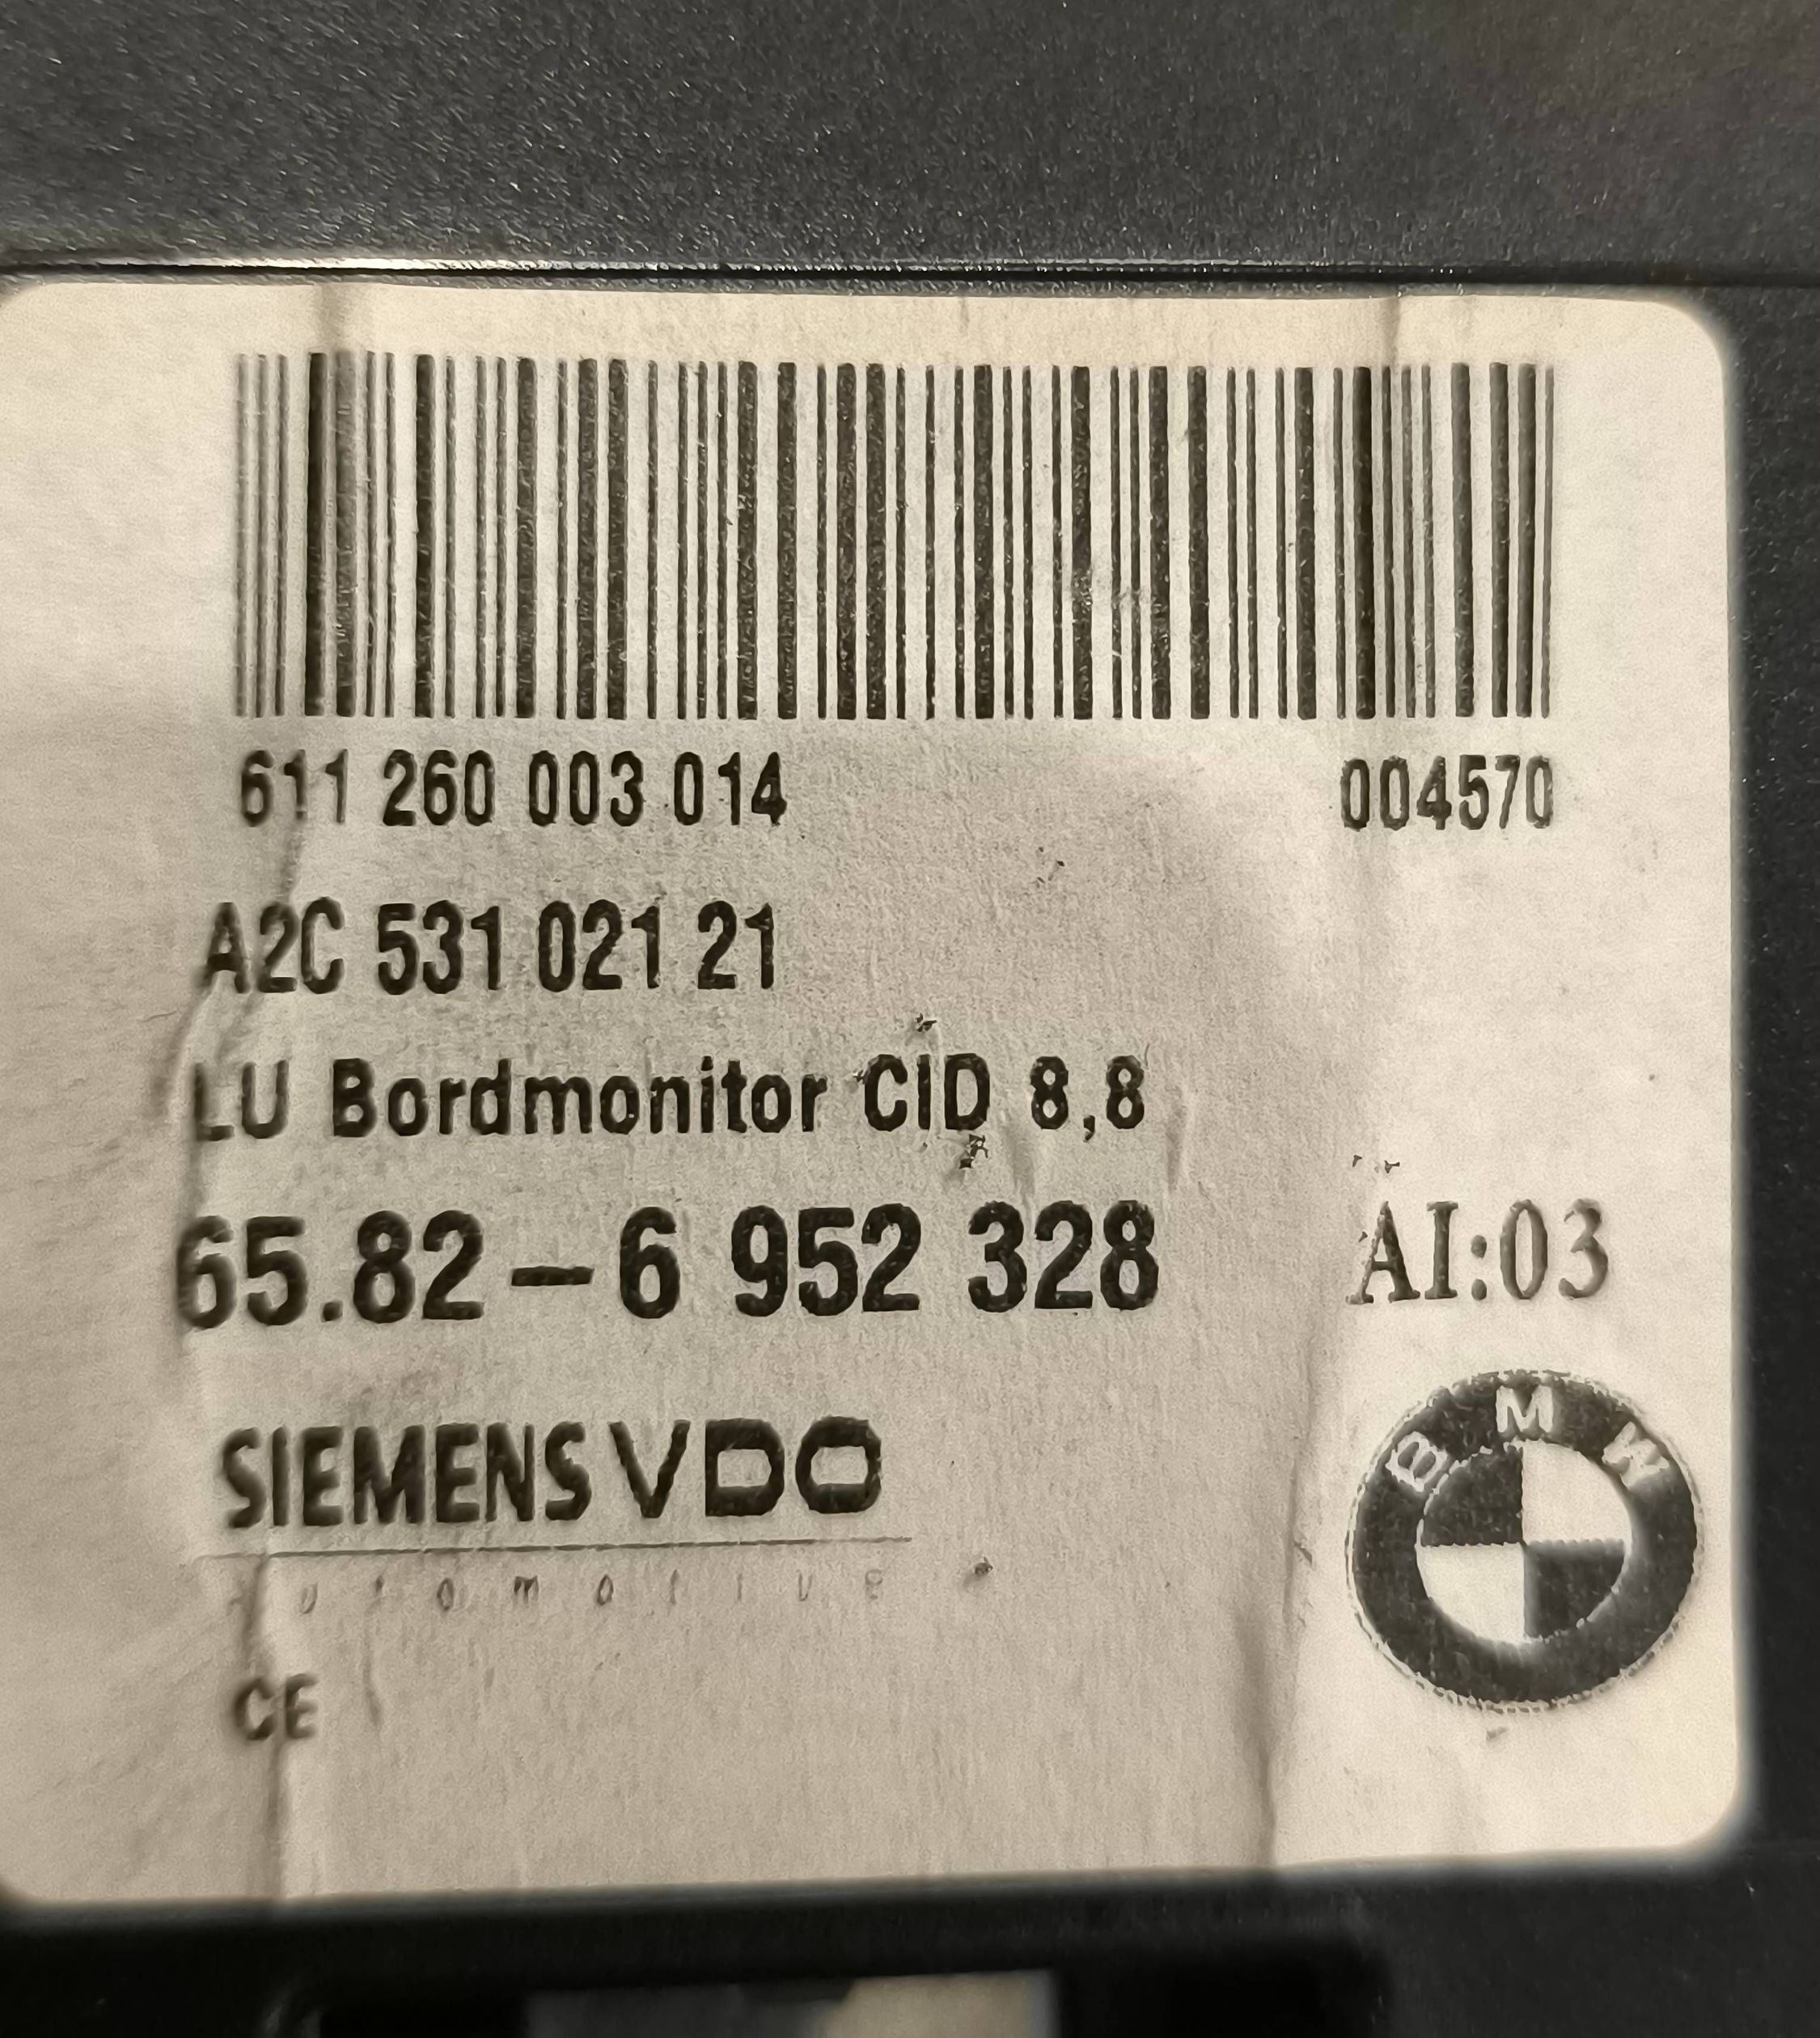 611 260 003 014 004570
A2C 531 021 21
LU Bordmonitor CID 8,8
65.82-6 952 328 AI:03
SIEMENS VDO
BMW
CE